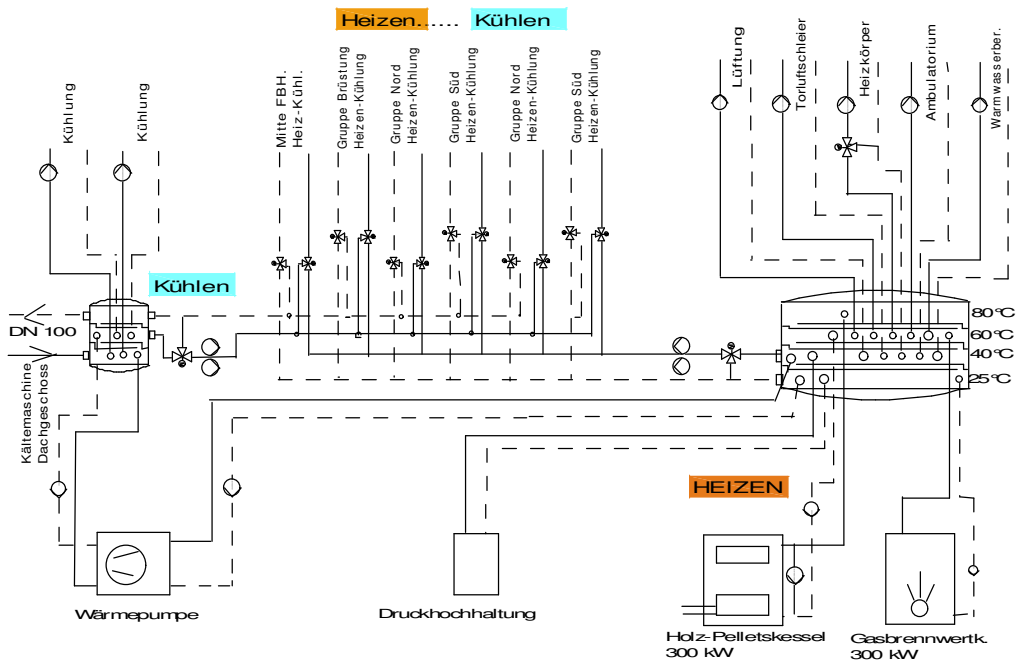 Heizen...... Kühlen
Kühlung
Kühlung
Mitte FBH.
Heiz-Kühl.
Gruppe Brüstung
Heizen-Kühlung
Gruppe Nord
Heizen-Kühlung
Gruppe Süd
Heizen-Kühlung
Gruppe Nord
Heizen-Kühlung
Gruppe Süd
Heizen-Kühlung
Lüftung
Torluftschleier
Heizkörper
Ambulatorium
Warmwasserber.
Kühlen
DN 100
Kältemaschine
Dachgeschoss
80°C
60°C
40°C
25°C
HEIZEN
Wärmepumpe
Druckhochhaltung
Holz-Pelletskessel
300 kW
Gasbrennwertk.
300 kW